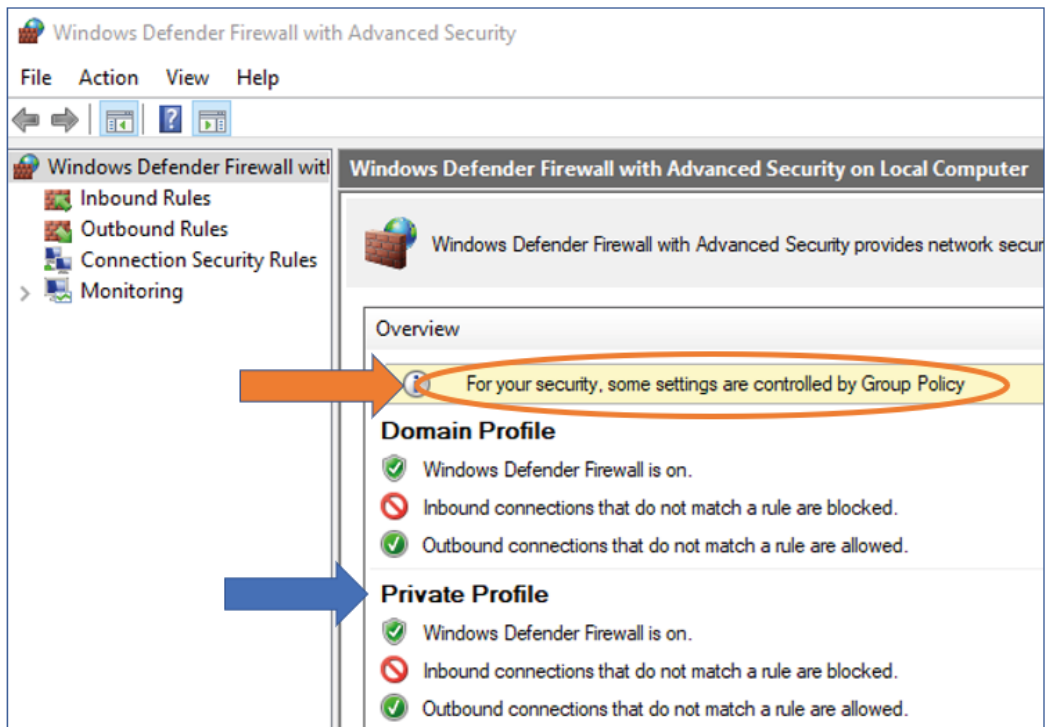 Windows Defender Firewall with Advanced Security
File Action View Help
Windows Defender Firewall witl
Inbound Rules
Outbound Rules
Connection Security Rules
Monitoring
Windows Defender Firewall with Advanced Security on Local Computer
Windows Defender Firewall with Advanced Security provides network secur
Overview
For your security, some settings are controlled by Group Policy
Domain Profile
Windows Defender Firewall is on.
Inbound connections that do not match a rule are blocked.
Outbound connections that do not match a rule are allowed.
Private Profile
Windows Defender Firewall is on.
Inbound connections that do not match a rule are blocked.
Outbound connections that do not match a rule are allowed.